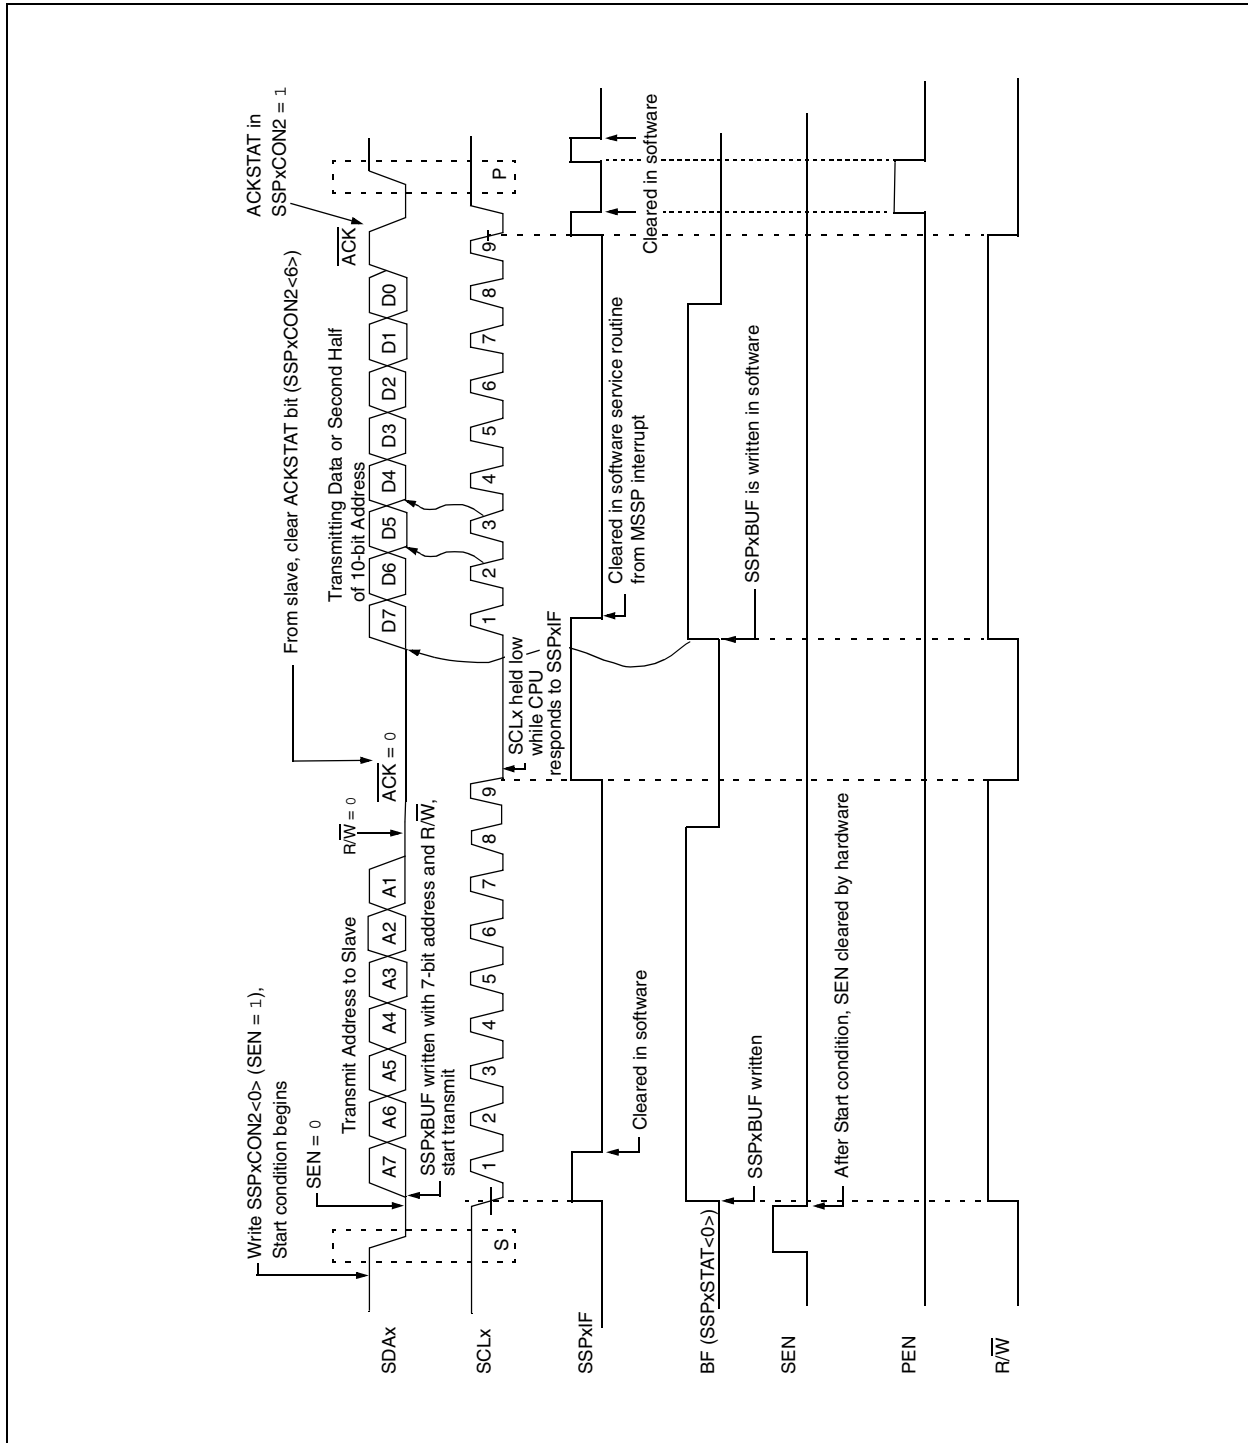 Write SSPxCON2<0> (SEN = 1),
Start condition begins
From slave, clear ACKSTAT bit (SSPxCON2<6>)
ACKSTAT in
SSPxCON2 = 1
SEN = 0
Transmit Address to Slave
R/W = 0
ACK = 0
Transmitting Data or Second Half
of 10-bit Address
ACK
SDAx
A7 A6 A5 A4 A3 A2 A1
D7 D6 D5 D4 D3 D2 D1 D0
SSPxBUF written with 7-bit address and R/W,
start transmit
SCLx
S
1 2 3 4 5 6 7 8 9
1 2 3 4 5 6 7 8 9
P
SCLx held low
while CPU
responds to SSPxIF
SSPxIF
Cleared in software
Cleared in software service routine
from MSSP interrupt
Cleared in software
Cleared in software
BF (SSPxSTAT<0>)
SSPxBUF written
SSPxBUF is written in software
SEN
After Start condition, SEN cleared by hardware
PEN
R/W